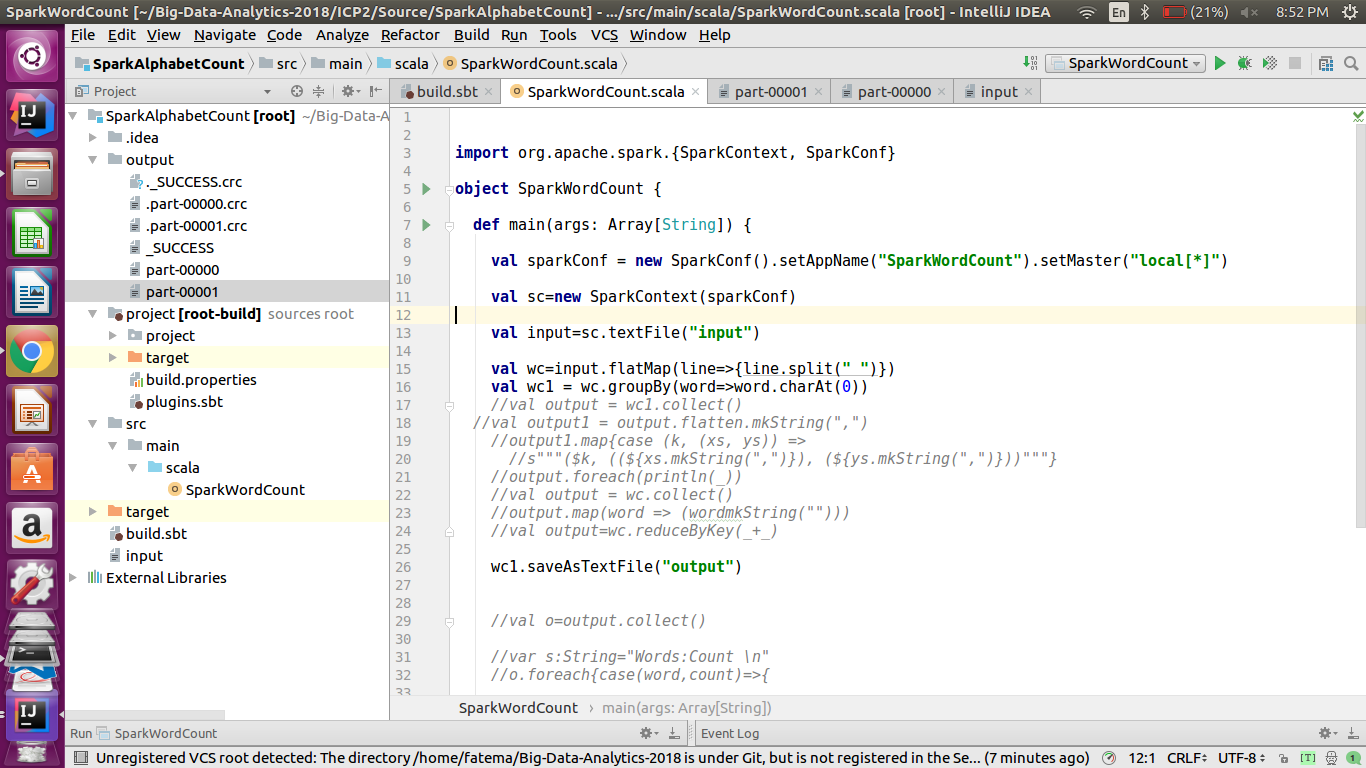 SparkWordCount [~/Big-Data-Analytics-2018/ICP2/Source/SparkAlphabetCount] - .../src/main/scala/SparkWordCount.scala [root] - IntelliJ IDEA
En
(21%)
8:52 PM
File Edit View Navigate Code Analyze Refactor Build Run Tools VCS Window Help
SparkAlphabetCount src main scala SparkWordCount.scala
SparkWordCount
Project
build.sbt SparkWordCount.scala part-00001 part-00000 input
SparkAlphabetCount [root] ~/Big-Data-A
.idea
output
._SUCCESS.crc
.part-00000.crc
.part-00001.crc
_SUCCESS
part-00000
part-00001
project [root-build] sources root
project
target
build.properties
plugins.sbt
src
main
scala
SparkWordCount
target
build.sbt
input
External Libraries
1
2
3 import org.apache.spark.{SparkContext, SparkConf}
4
5 object SparkWordCount {
6
7 def main(args: Array[String]) {
8
9 val sparkConf = new SparkConf().setAppName("SparkWordCount").setMaster("local[*]")
10
11 val sc=new SparkContext(sparkConf)
12
13 val input=sc.textFile("input")
14
15 val wc=input.flatMap(line=>{line.split(" ")})
16 val wc1 = wc.groupBy(word=>word.charAt(0))
17 //val output = wc1.collect()
18 //val output1 = output.flatten.mkString(",")
19 //output1.map{case (k, (xs, ys)) =>
20 //s"""($k, ((${xs.mkString(",")}), (${ys.mkString(",")}))"""}
21 //output.foreach(println(_))
22 //val output = wc.collect()
23 //output.map(word => (wordmkString("")))
24 //val output=wc.reduceByKey(_+_)
25
26 wc1.saveAsTextFile("output")
27
28
29 //val o=output.collect()
30
31 //var s:String="Words:Count \n"
32 //o.foreach{case(word,count)=>{
33
SparkWordCount › main(args: Array[String])
Run SparkWordCount
Event Log
Unregistered VCS root detected: The directory /home/fatema/Big-Data-Analytics-2018 is under Git, but is not registered in the Se... (7 minutes ago)
12:1 CRLF UTF-8 [T] 1